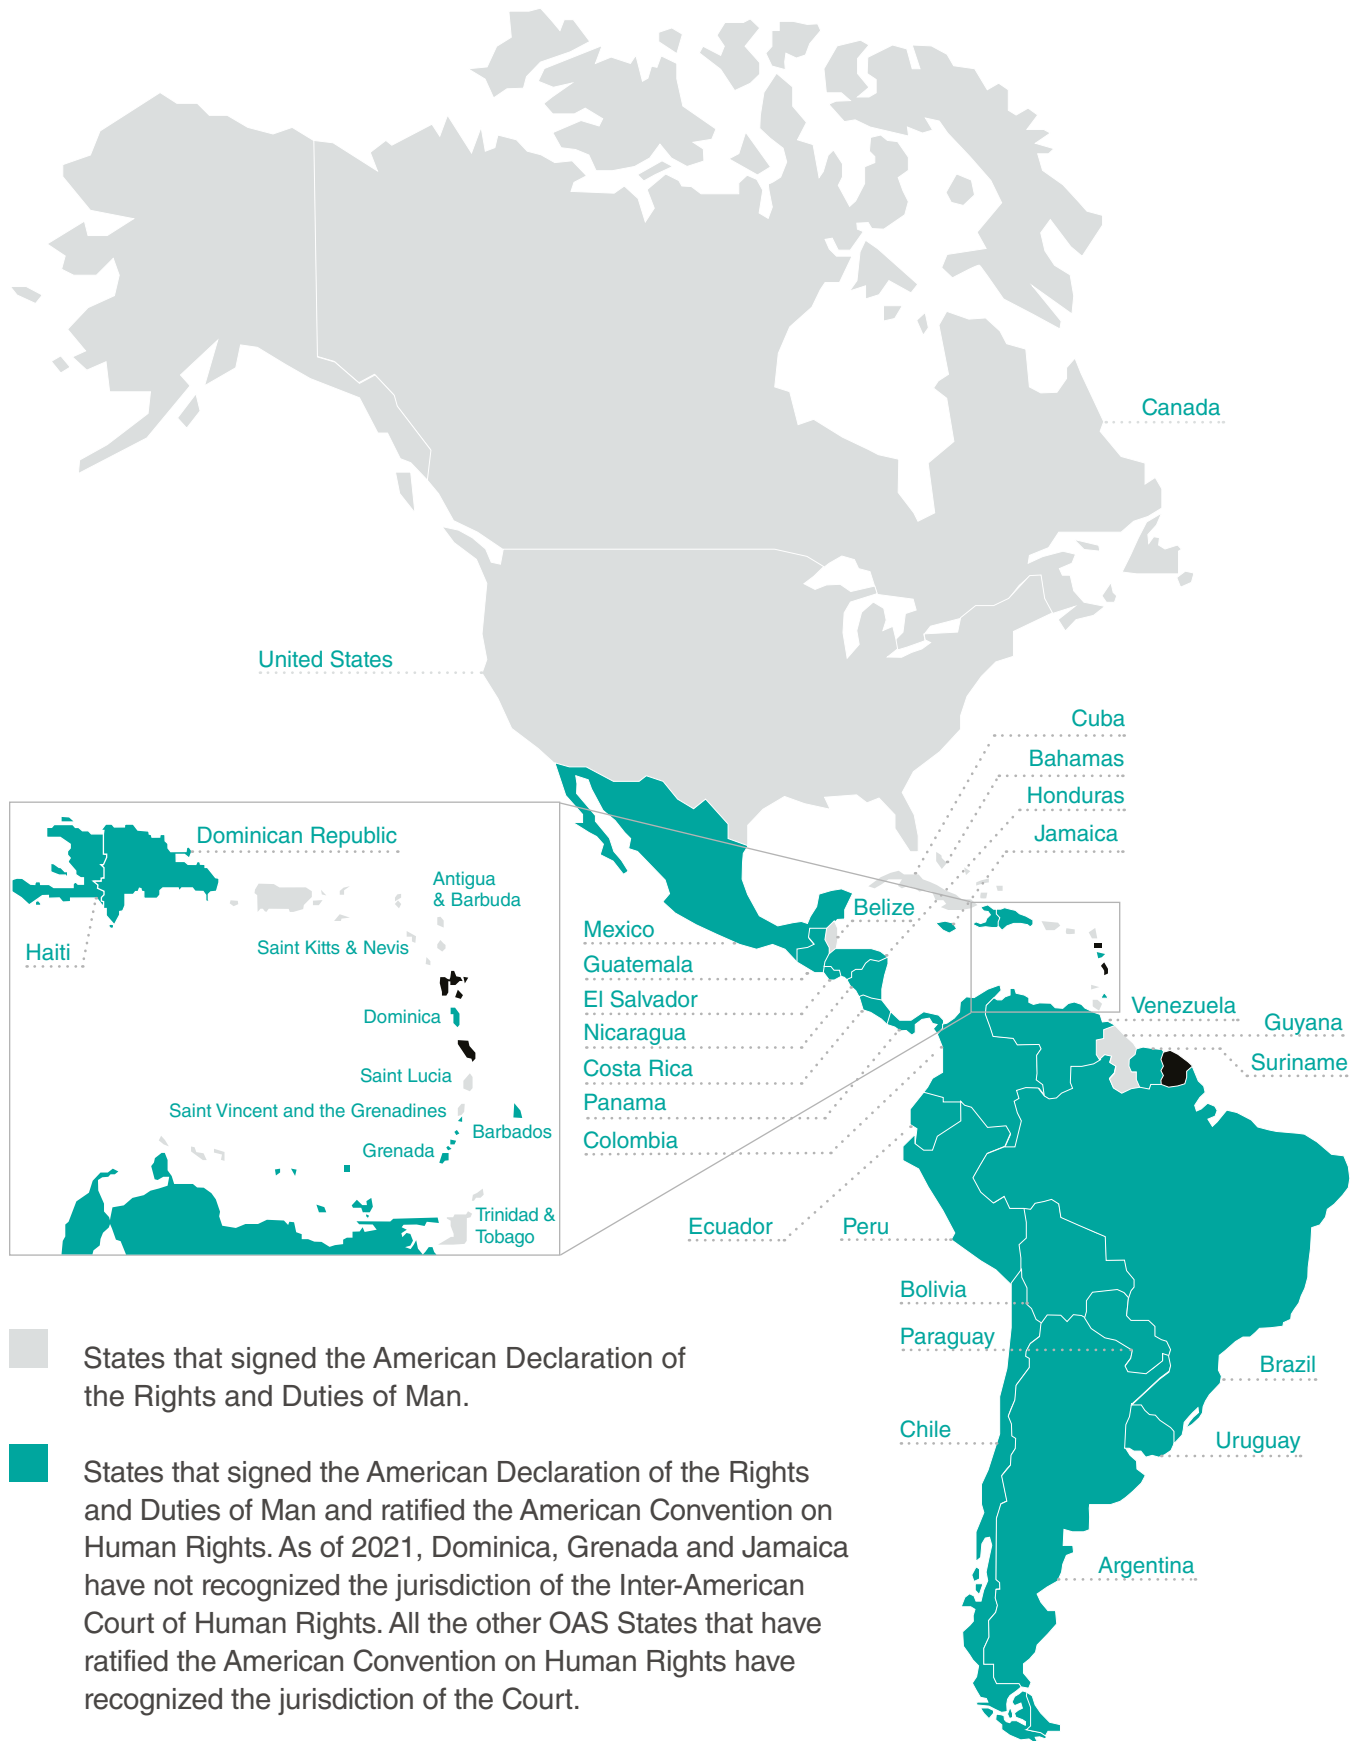 Canada
United States
Cuba
Bahamas
Honduras
Jamaica
Dominican Republic
Antigua
& Barbuda
Belize
Mexico
Saint Kitts & Nevis
Haiti
Guatemala
El Salvador
Venezuela
Dominica
Guyana
Nicaragua
Suriname
Costa Rica
Saint Lucia
Panama
Saint Vincent and the Grenadines
Barbados
Colombia
Grenada
Trinidad &
Tobago
Ecuador
Peru
Bolivia
Paraguay
Brazil
Chile
Uruguay
Argentina
States that signed the American Declaration of
the Rights and Duties of Man.
States that signed the American Declaration of the Rights
and Duties of Man and ratified the American Convention on
Human Rights. As of 2021, Dominica, Grenada and Jamaica
have not recognized the jurisdiction of the Inter-American
Court of Human Rights. All the other OAS States that have
ratified the American Convention on Human Rights have
recognized the jurisdiction of the Court.